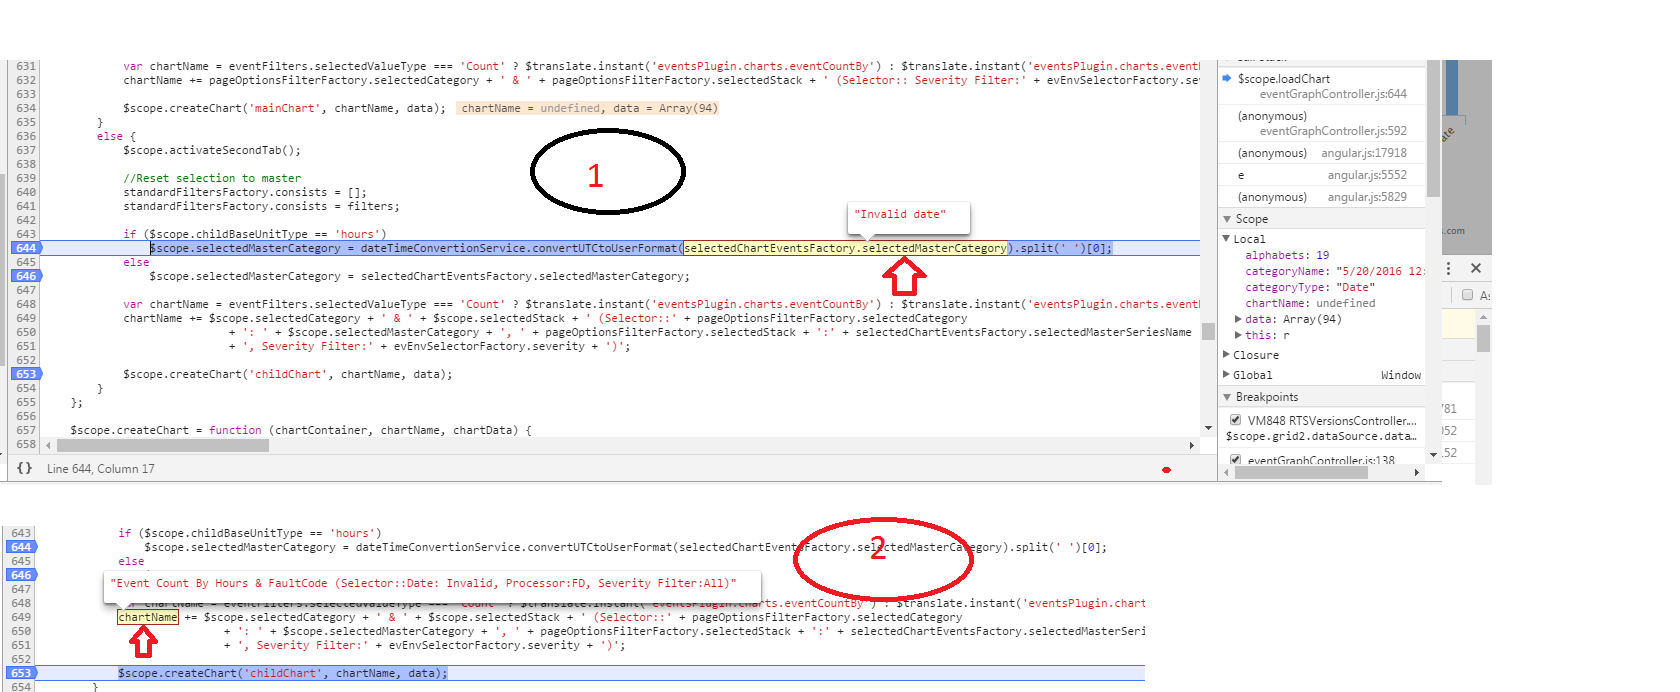 631 var chartName = eventFilters.selectedValueType === 'Count' ? $translate.instant('eventsPlugin.charts.eventCountBy') : $translate.instant('eventsPlugin.charts.event
632 chartName += pageOptionsFilterFactory.selectedCategory + ' & ' + pageOptionsFilterFactory.selectedStack + ' (Selector:: Severity Filter:' + evEnvSelectorFactory.se
633
634 $scope.createChart('mainChart', chartName, data); chartName = undefined, data = Array(94)
635 }
636 else {
637 $scope.activateSecondTab();
638
639 //Reset selection to master
640 standardFiltersFactory.consists = [];
641 standardFiltersFactory.consists = filters;
642
643 if ($scope.childBaseUnitType == 'hours')
644 $scope.selectedMasterCategory = dateTimeConvertionService.convertUTCtoUserFormat(selectedChartEventsFactory.selectedMasterCategory).split(' ')[0];
645 else
646 $scope.selectedMasterCategory = selectedChartEventsFactory.selectedMasterCategory;
647
648 var chartName = eventFilters.selectedValueType === 'Count' ? $translate.instant('eventsPlugin.charts.eventCountBy') : $translate.instant('eventsPlugin.charts.event
649 chartName += $scope.selectedCategory + ' & ' + $scope.selectedStack + ' (Selector::' + pageOptionsFilterFactory.selectedCategory
650 + ': ' + $scope.selectedMasterCategory + ', ' + pageOptionsFilterFactory.selectedStack + ':' + selectedChartEventsFactory.selectedMasterSeriesName
651 + ', Severity Filter:' + evEnvSelectorFactory.severity + ')';
652
653 $scope.createChart('childChart', chartName, data);
654 }
655 };
656
657 $scope.createChart = function (chartContainer, chartName, chartData) {
658
1
"Invalid date"
{} Line 644, Column 17
$scope.loadChart
eventGraphController.js:644
(anonymous)
eventGraphController.js:592
(anonymous) angular.js:17918
e angular.js:5552
(anonymous) angular.js:5829
Scope
Local
alphabets: 19
categoryName: "5/20/2016 12:
categoryType: "Date"
chartName: undefined
data: Array(94)
this: r
Closure
Global Window
Breakpoints
VM848 RTSVersionsController....
$scope.grid2.dataSource.data...
eventGraphController.js:138
ate
s.com
As
781
052
152
643 if ($scope.childBaseUnitType == 'hours')
644 $scope.selectedMasterCategory = dateTimeConvertionService.convertUTCtoUserFormat(selectedChartEventsFactory.selectedMasterCategory).split(' ')[0];
645 else
646
647 "Event Count By Hours & FaultCode (Selector::Date: Invalid, Processor:FD, Severity Filter:All)"
648 var chartName = eventFilters.selectedValueType === 'Count' ? $translate.instant('eventsPlugin.charts.eventCountBy') : $translate.instant('eventsPlugin.chart
649 chartName += $scope.selectedCategory + ' & ' + $scope.selectedStack + ' (Selector::' + pageOptionsFilterFactory.selectedCategory
650 + ': ' + $scope.selectedMasterCategory + ', ' + pageOptionsFilterFactory.selectedStack + ':' + selectedChartEventsFactory.selectedMasterSeri
651 + ', Severity Filter:' + evEnvSelectorFactory.severity + ')';
652
653 $scope.createChart('childChart', chartName, data);
654 }
2